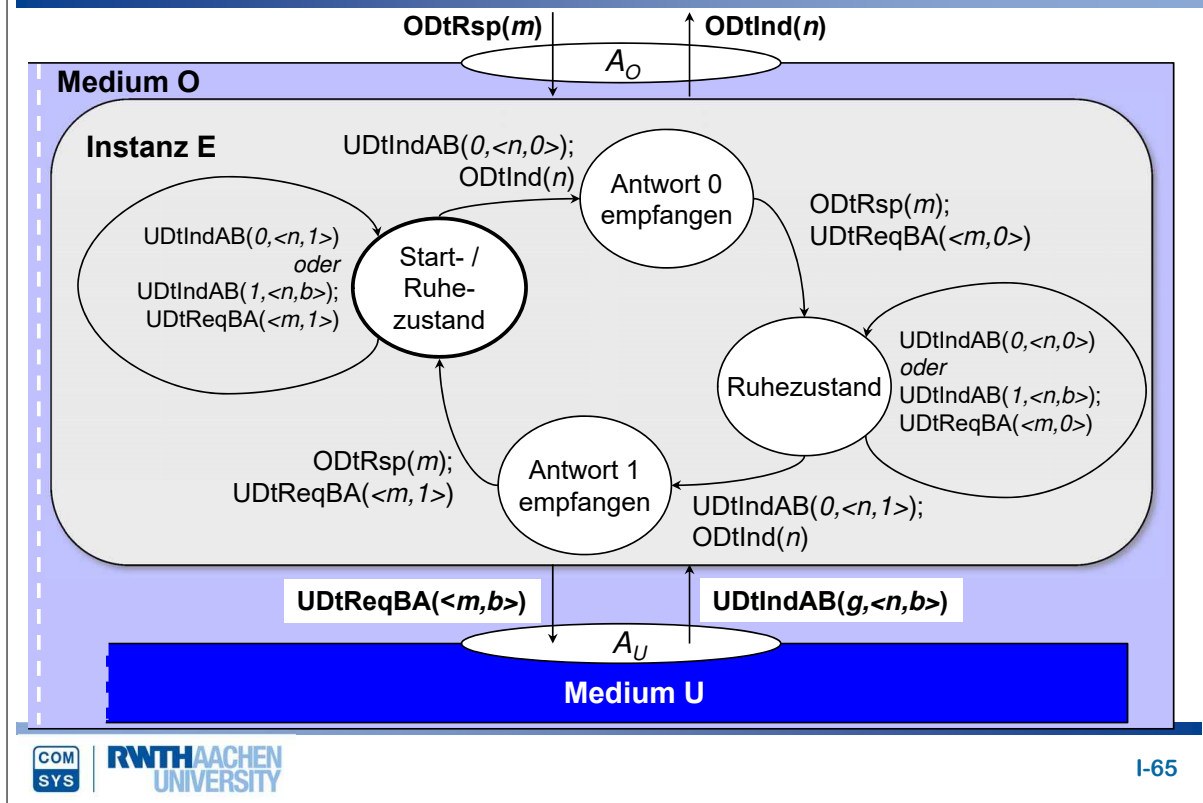 ODtRsp(m)
ODtInd(n)
A_O
Medium O
Instanz E
UDtIndAB(0,<n,0>);
ODtInd(n)
Antwort 0
empfangen
ODtRsp(m);
UDtReqBA(<m,0>)
UDtIndAB(0,<n,1>)
oder
UDtIndAB(1,<n,b>);
UDtReqBA(<m,1>)
Start- /
Ruhe-
zustand
Ruhezustand
UDtIndAB(0,<n,0>)
oder
UDtIndAB(1,<n,b>);
UDtReqBA(<m,0>)
ODtRsp(m);
UDtReqBA(<m,1>)
Antwort 1
empfangen
UDtIndAB(0,<n,1>);
ODtInd(n)
UDtReqBA(<m,b>)
UDtIndAB(g,<n,b>)
A_U
Medium U
COM
SYS
RWTHAACHEN
UNIVERSITY
I-65